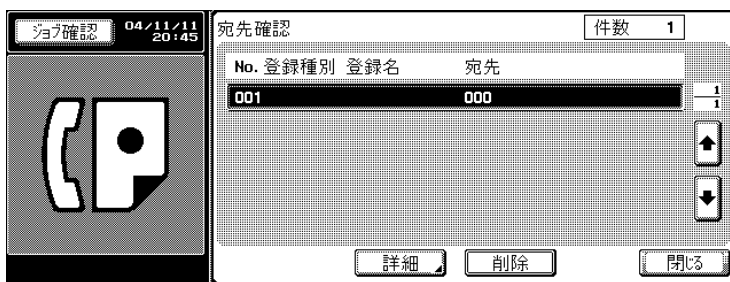 ジョブ確認 04/11/11 20:45
宛先確認 件数 1
No. 登録種別 登録名 宛先
001 000
1
1
詳細 削除 閉じる